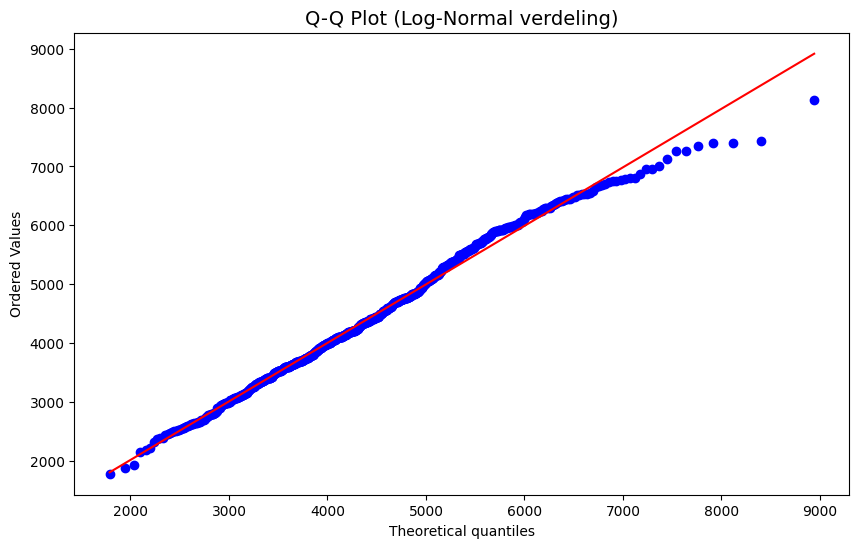 Q-Q Plot (Log-Normal verdeling)
9000
8000
7000
6000
5000
4000
3000
2000
Ordered Values
2000 3000 4000 5000 6000 7000 8000 9000
Theoretical quantiles